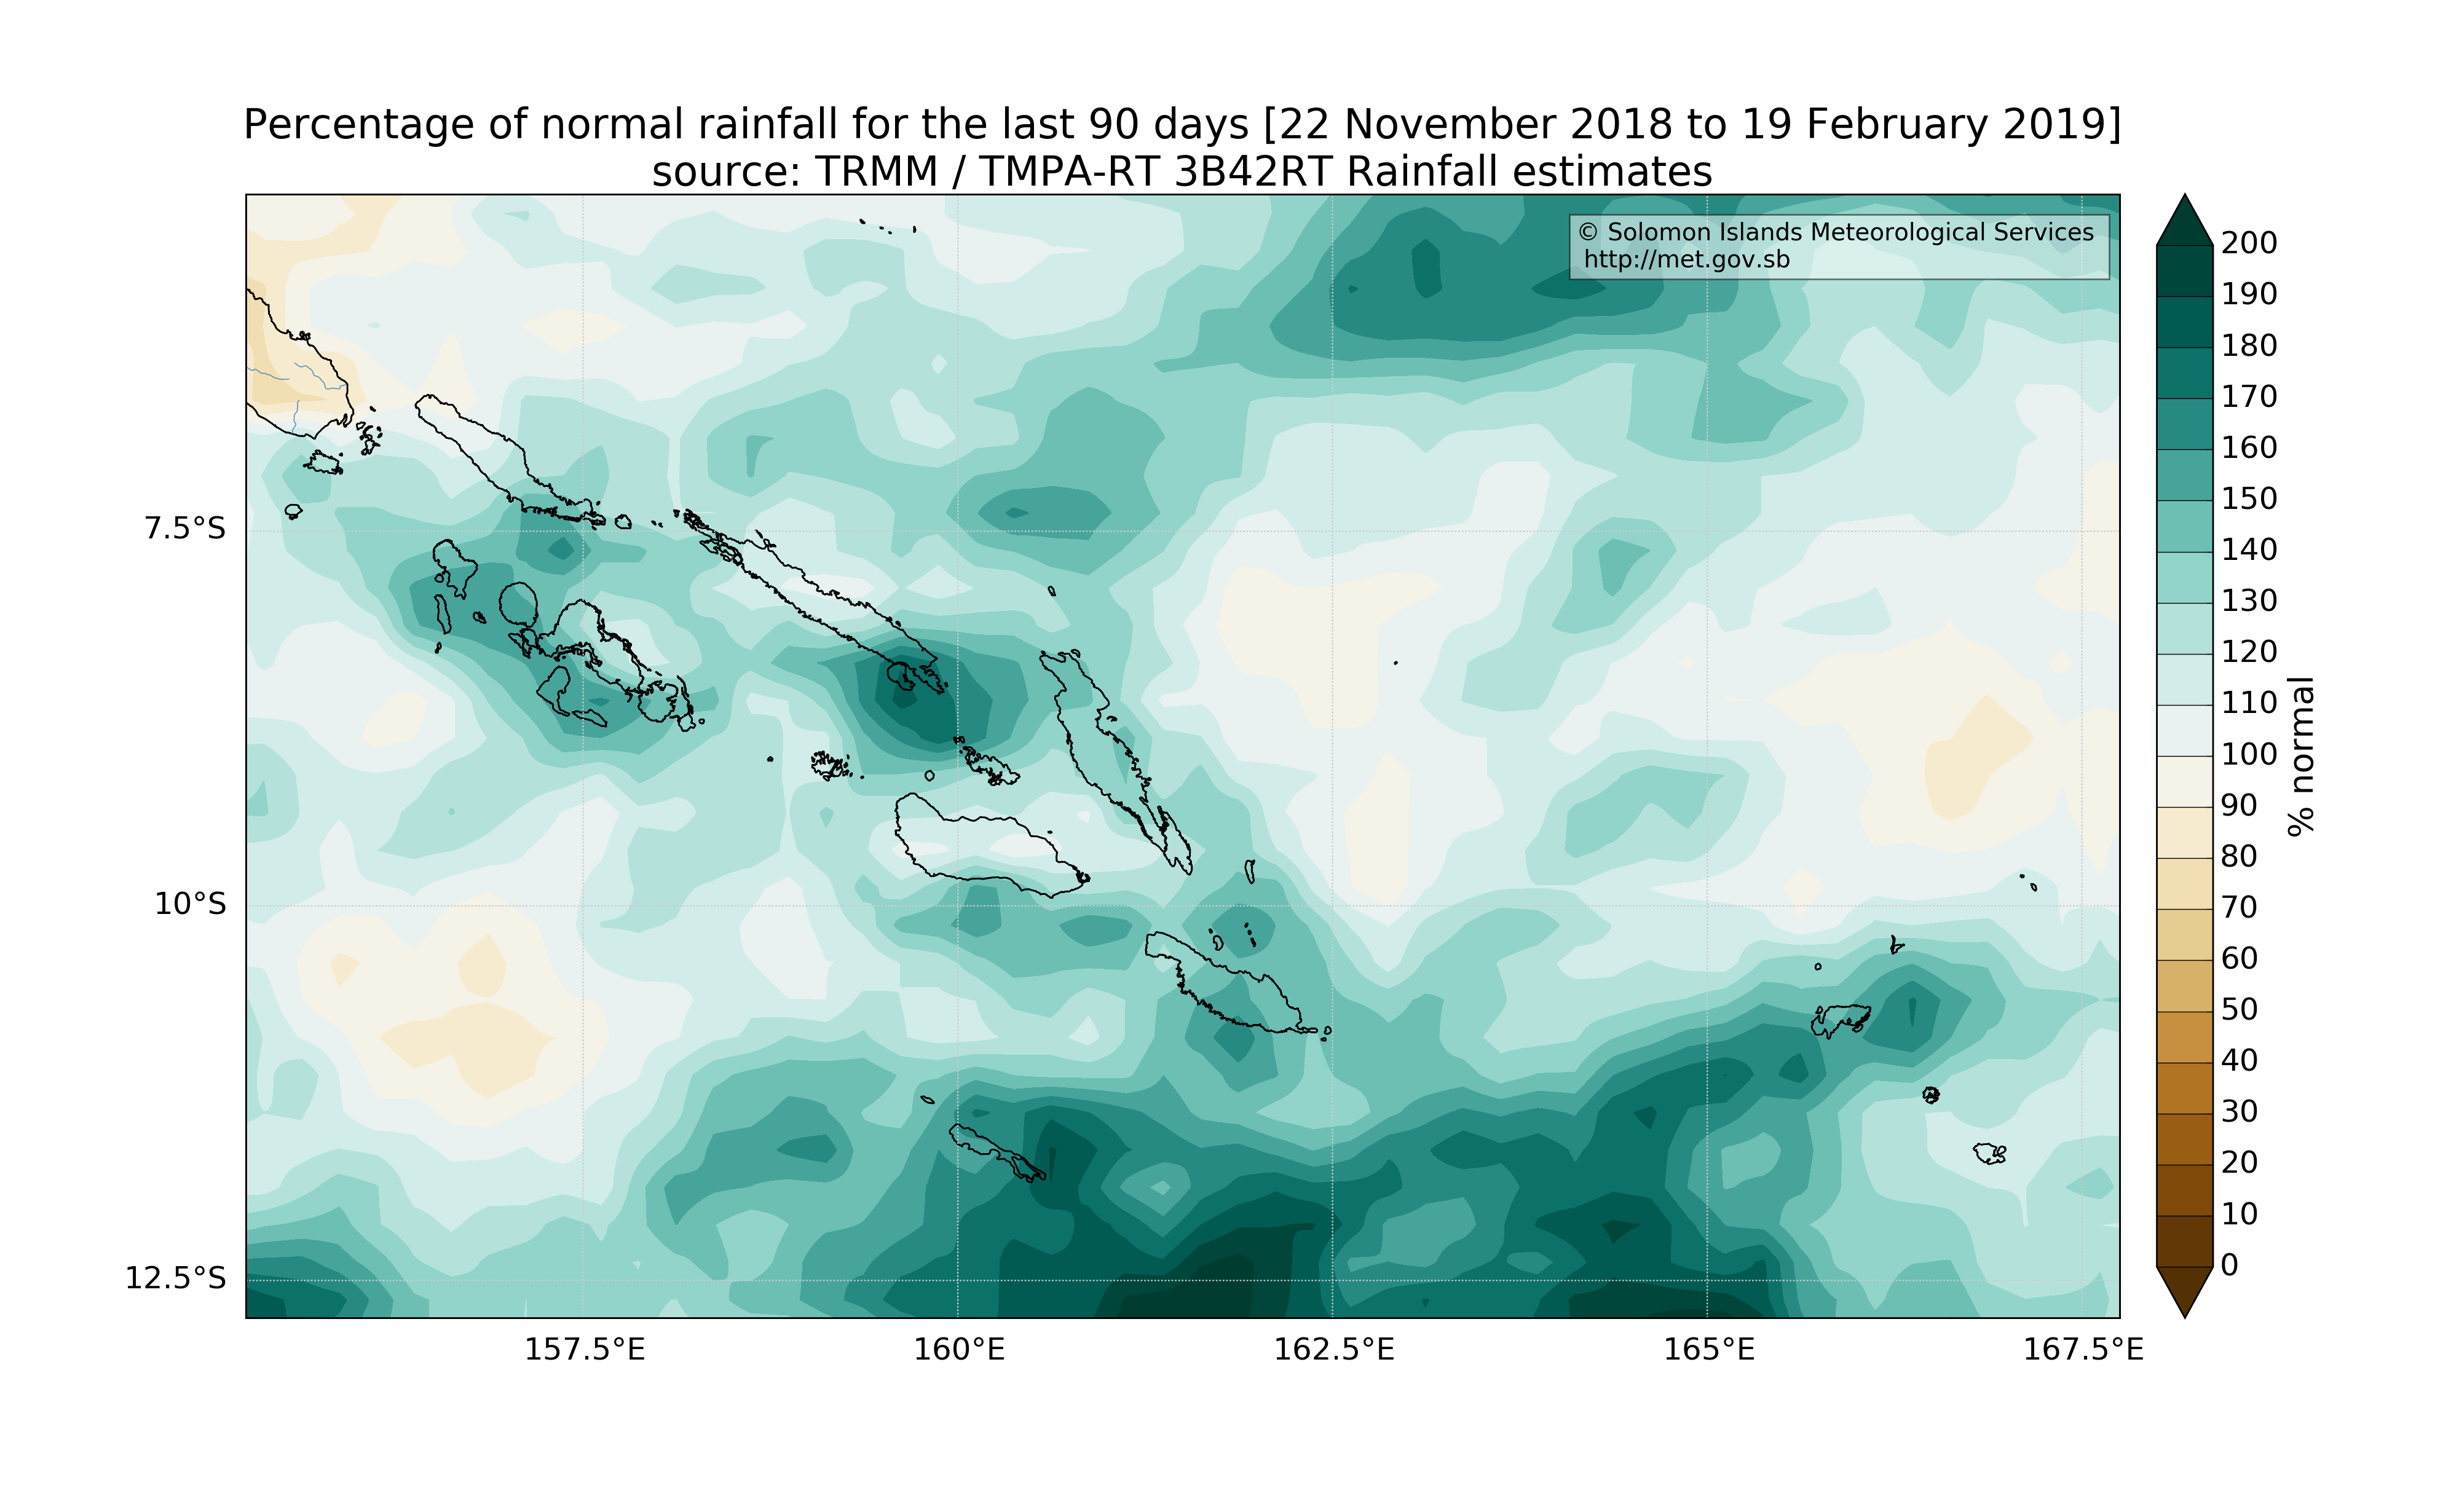 Percentage of normal rainfall for the last 90 days [22 November 2018 to 19 February 2019]
source: TRMM / TMPA-RT 3B42RT Rainfall estimates
© Solomon Islands Meteorological Services
http://met.gov.sb
7.5°S
10°S
12.5°S
157.5°E
160°E
162.5°E
165°E
167.5°E
200
190
180
170
160
150
140
130
120
110
100
90
80
70
60
50
40
30
20
10
0
% normal